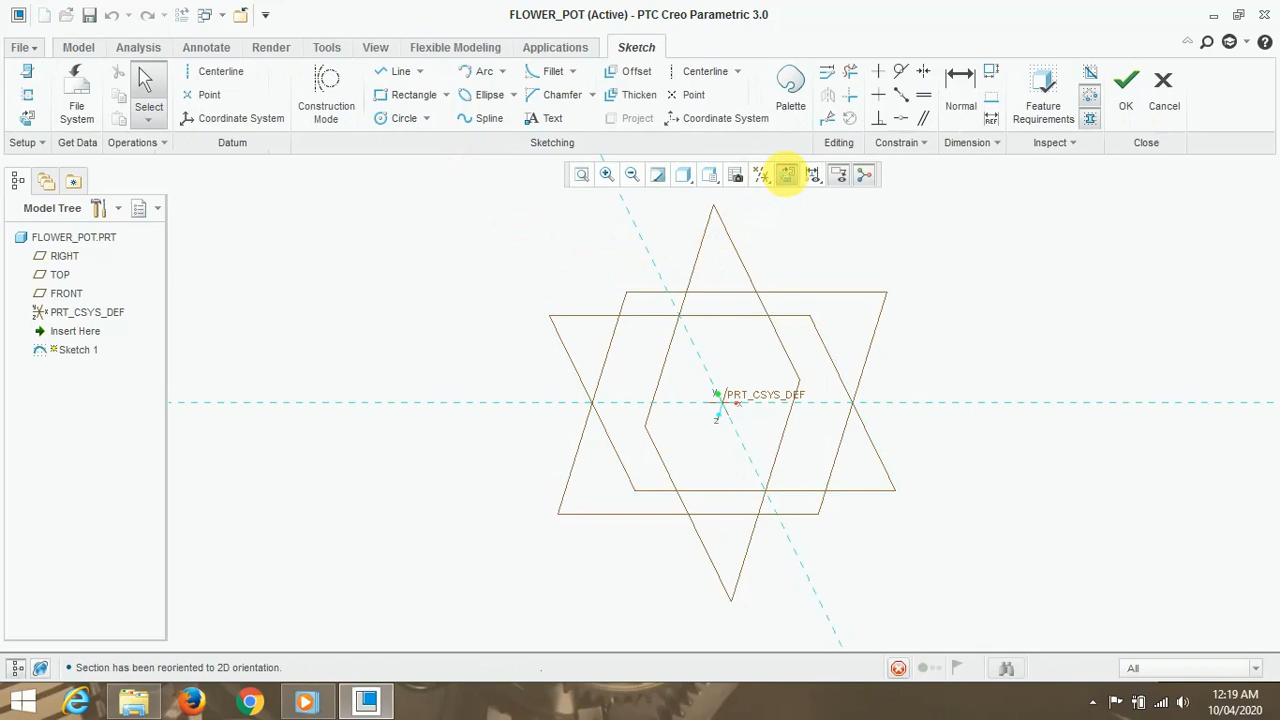 FLOWER_POT (Active) - PTC Creo Parametric 3.0
File Model Analysis Annotate Render Tools View Flexible Modeling Applications Sketch
Centerline Line Arc Fillet Offset Centerline
Point Rectangle Ellipse Chamfer Thicken Point
Coordinate System Circle Spline Text Project Coordinate System
File System Select Construction Mode Palette Normal Feature Requirements OK Cancel
Setup Get Data Operations Datum Sketching Editing Constrain Dimension Inspect Close
Model Tree
FLOWER_POT.PRT
RIGHT
TOP
FRONT
PRT_CSYS_DEF
Insert Here
Sketch 1
Y
PRT_CSYS_DEF
X
Z
Section has been reoriented to 2D orientation.
All
12:19 AM
10/04/2020